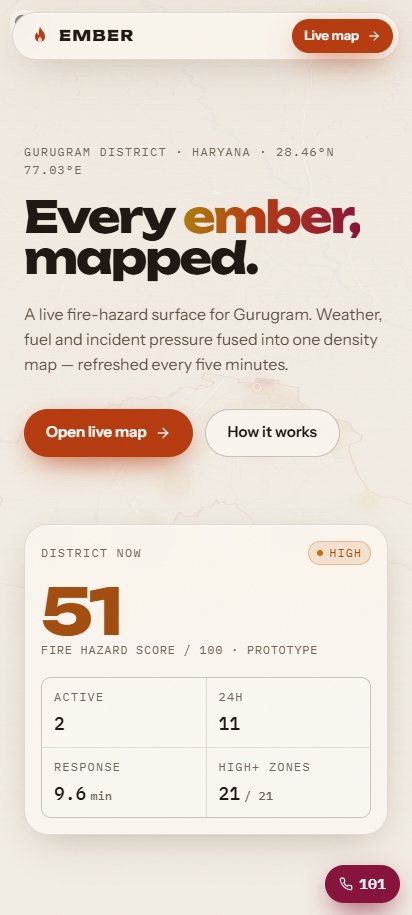 EMBER
Live map →
GURUGRAM DISTRICT · HARYANA · 28.46°N
77.03°E
Every ember,
mapped.
A live fire-hazard surface for Gurugram. Weather,
fuel and incident pressure fused into one density
map — refreshed every five minutes.
Open live map →
How it works
DISTRICT NOW
HIGH
51
FIRE HAZARD SCORE / 100 · PROTOTYPE
ACTIVE
2
24H
11
RESPONSE
9.6 min
HIGH+ ZONES
21 / 21
101